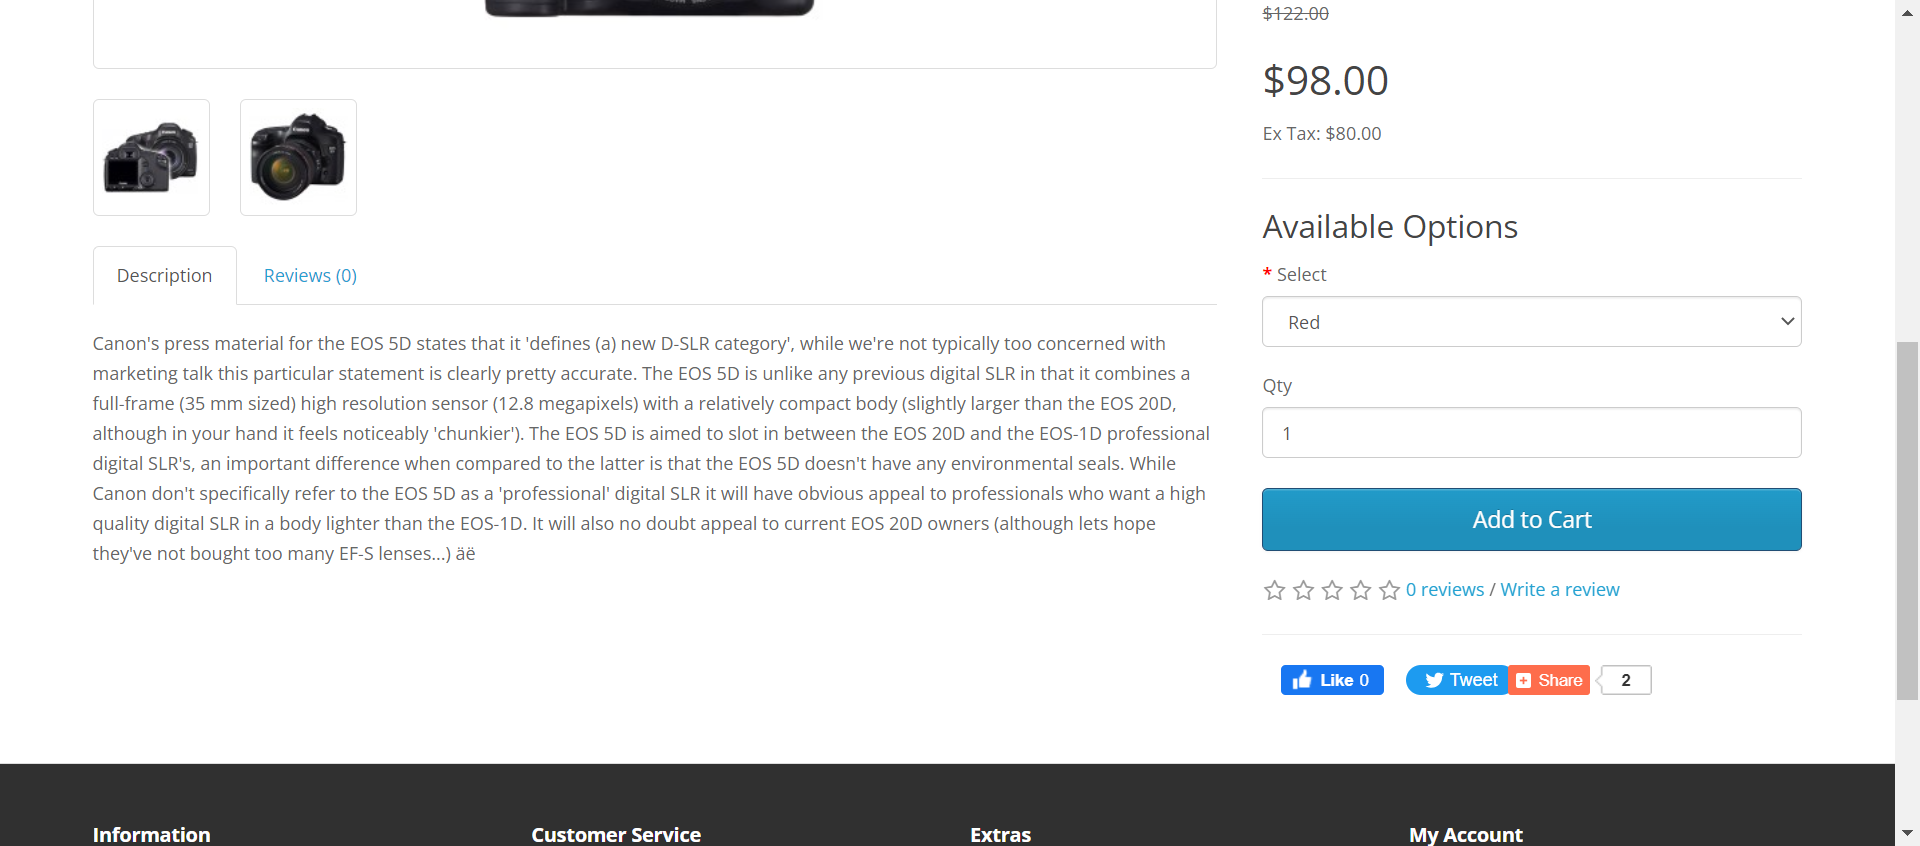 $122.00
$98.00
Ex Tax: $80.00
Available Options
* Select
Red
Qty
1
Add to Cart
0 reviews / Write a review
Like 0
Tweet
Share
2
Description
Reviews (0)
Canon's press material for the EOS 5D states that it 'defines (a) new D-SLR category', while we're not typically too concerned with
marketing talk this particular statement is clearly pretty accurate. The EOS 5D is unlike any previous digital SLR in that it combines a
full-frame (35 mm sized) high resolution sensor (12.8 megapixels) with a relatively compact body (slightly larger than the EOS 20D,
although in your hand it feels noticeably 'chunkier'). The EOS 5D is aimed to slot in between the EOS 20D and the EOS-1D professional
digital SLR's, an important difference when compared to the latter is that the EOS 5D doesn't have any environmental seals. While
Canon don't specifically refer to the EOS 5D as a 'professional' digital SLR it will have obvious appeal to professionals who want a high
quality digital SLR in a body lighter than the EOS-1D. It will also no doubt appeal to current EOS 20D owners (although lets hope
they've not bought too many EF-S lenses...) äë
Information
Customer Service
Extras
My Account